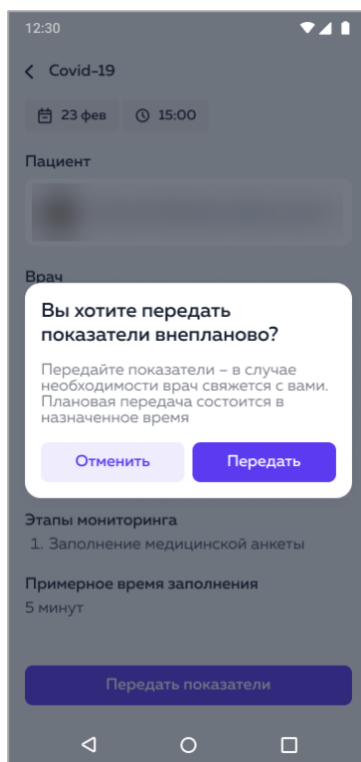 12:30
Covid-19
23 фев 15:00
Пациент
Врач
Вы хотите передать
показатели внепланово?
Передайте показатели – в случае
необходимости врач свяжется с вами.
Плановая передача состоится в
назначенное время
Отменить Передать
Этапы мониторинга
1. Заполнение медицинской анкеты
Примерное время заполнения
5 минут
Передать показатели